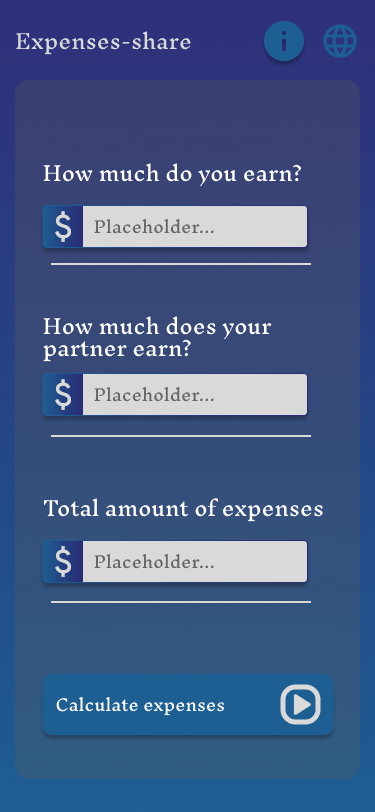 Expenses-share
How much do you earn?
$ Placeholder...
How much does your
partner earn?
$ Placeholder...
Total amount of expenses
$ Placeholder...
Calculate expenses